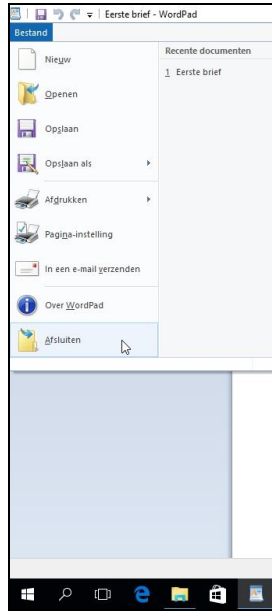 Eerste brief - WordPad
Bestand
Recente documenten
1 Eerste brief
Nieuw
Openen
Opslaan
Opslaan als
Afdrukken
Pagina-instelling
In een e-mail verzenden
Over WordPad
Afsluiten